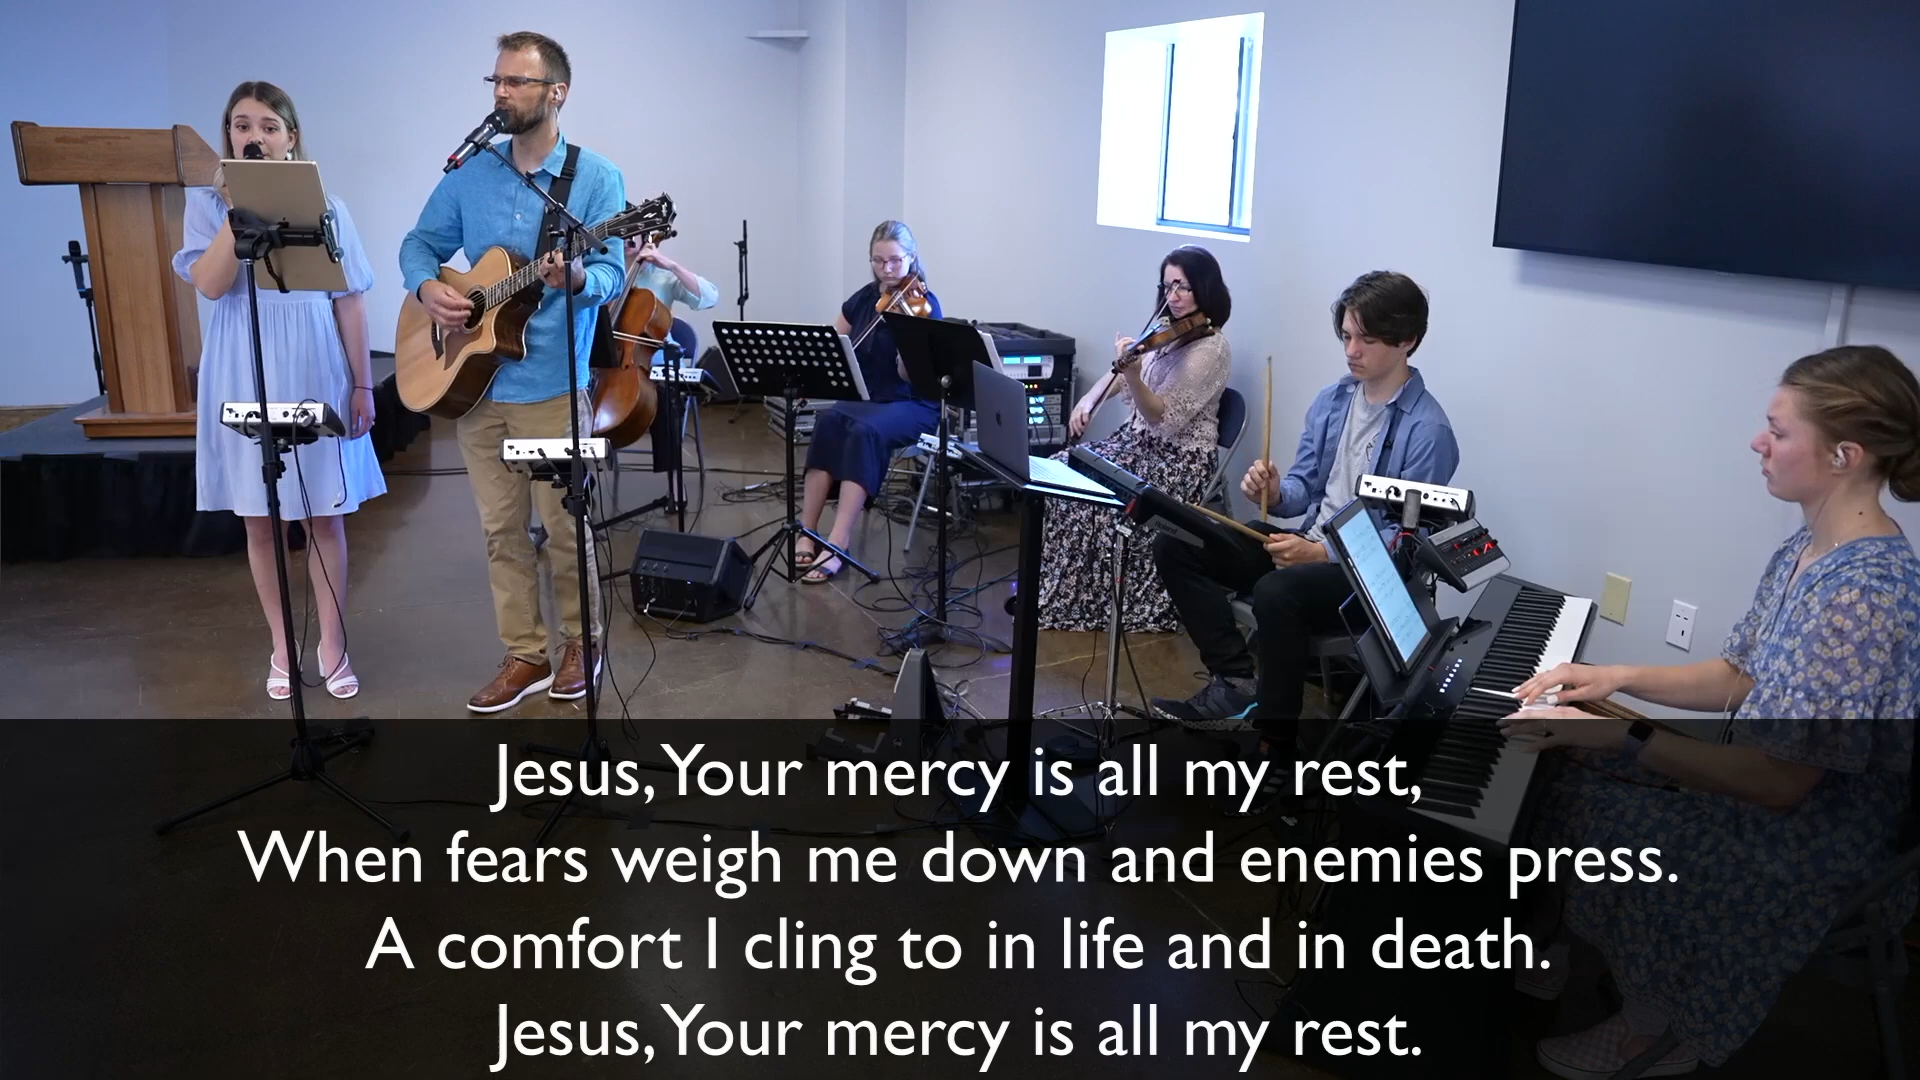 Jesus, Your mercy is all my rest,
When fears weigh me down and enemies press.
A comfort I cling to in life and in death.
Jesus, Your mercy is all my rest.